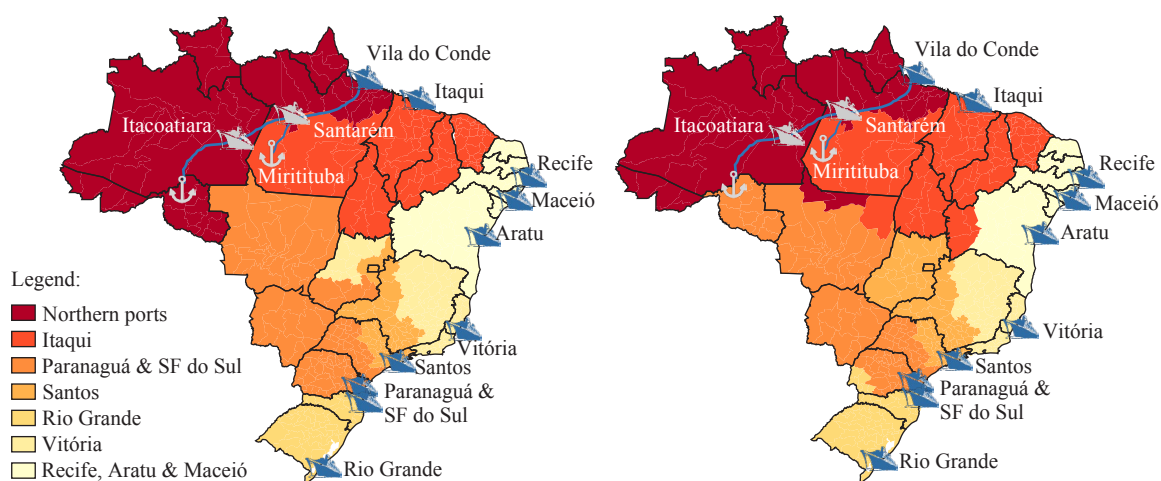 Vila do Conde
Itaqui
Itacoatiara
Santarém
Miritituba
Recife
Maceió
Aratu
Vitória
Santos
Paranaguá &
SF do Sul
Rio Grande
Legend:
Northern ports
Itaqui
Paranaguá & SF do Sul
Santos
Rio Grande
Vitória
Recife, Aratu & Maceió
Vila do Conde
Itaqui
Itacoatiara
Santarém
Miritituba
Recife
Maceió
Aratu
Vitória
Santos
Paranaguá &
SF do Sul
Rio Grande